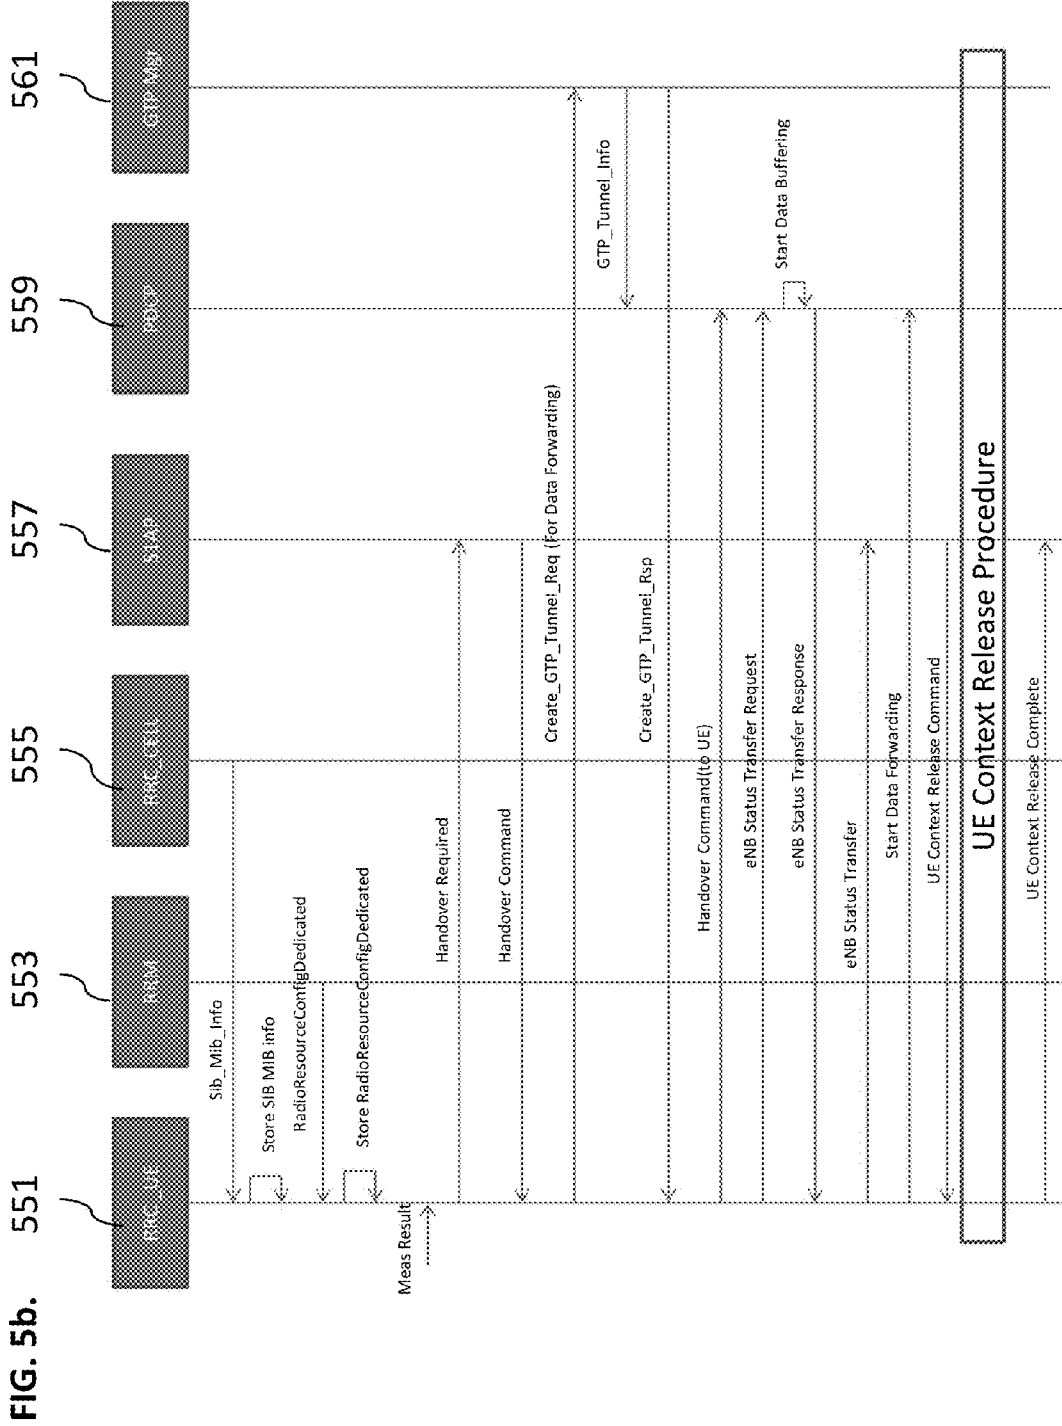 FIG. 5b.
551
553
555
557
559
561
RRC_UE
RRM
RRC_CELL
S1AP
PDCP
GTP_Mgr
Sib_Mib_Info
Store SIB MIB info
RadioResourceConfigDedicated
Store RadioResourceConfigDedicated
Meas Result
Handover Required
Handover Command
Create_GTP_Tunnel_Req (For Data Forwarding)
GTP_Tunnel_Info
Create_GTP_Tunnel_Rsp
Handover Command(to UE)
eNB Status Transfer Request
Start Data Buffering
eNB Status Transfer Response
eNB Status Transfer
Start Data Forwarding
UE Context Release Command
UE Context Release Procedure
UE Context Release Complete